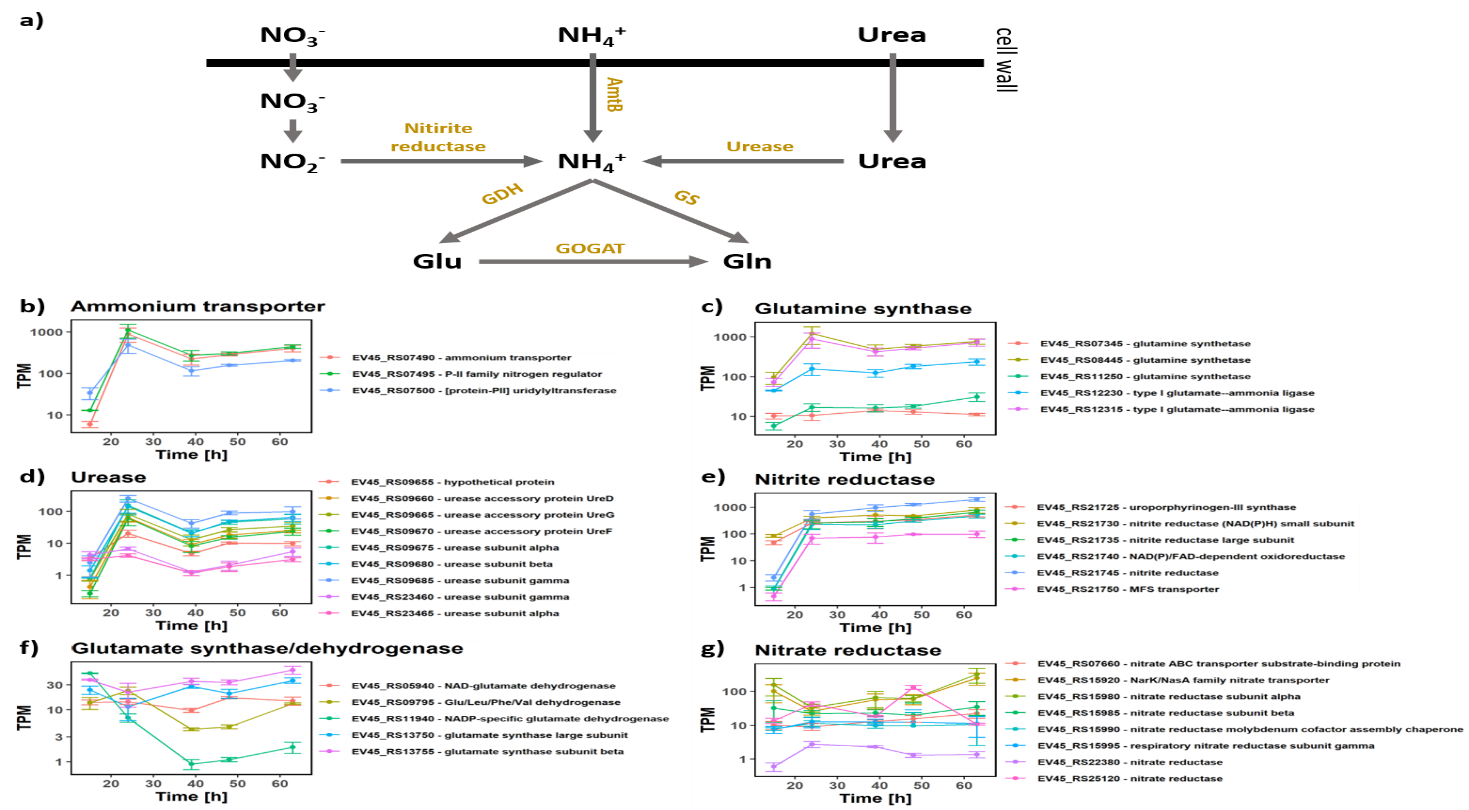 a)
NO₃⁻
NH₄⁺
Urea
cell wall
NO₃⁻
AmtB
Nitirite
reductase
Urease
NO₂⁻
NH₄⁺
Urea
GDH
GS
GOGAT
Glu
Gln
b) Ammonium transporter
TPM
1000
100
10
20 30 40 50 60
Time [h]
EV45_RS07490 - ammonium transporter
EV45_RS07495 - P-II family nitrogen regulator
EV45_RS07500 - [protein-PII] uridylyltransferase
c) Glutamine synthase
TPM
1000
100
10
20 30 40 50 60
Time [h]
EV45_RS07345 - glutamine synthetase
EV45_RS08445 - glutamine synthetase
EV45_RS11250 - glutamine synthetase
EV45_RS12230 - type I glutamate--ammonia ligase
EV45_RS12315 - type I glutamate--ammonia ligase
d) Urease
TPM
100
10
1
20 30 40 50 60
Time [h]
EV45_RS09655 - hypothetical protein
EV45_RS09660 - urease accessory protein UreD
EV45_RS09665 - urease accessory protein UreG
EV45_RS09670 - urease accessory protein UreF
EV45_RS09675 - urease subunit alpha
EV45_RS09680 - urease subunit beta
EV45_RS09685 - urease subunit gamma
EV45_RS23460 - urease subunit gamma
EV45_RS23465 - urease subunit alpha
e) Nitrite reductase
TPM
1000
100
10
1
20 30 40 50 60
Time [h]
EV45_RS21725 - uroporphyrinogen-III synthase
EV45_RS21730 - nitrite reductase (NAD(P)H) small subunit
EV45_RS21735 - nitrite reductase large subunit
EV45_RS21740 - NAD(P)/FAD-dependent oxidoreductase
EV45_RS21745 - nitrite reductase
EV45_RS21750 - MFS transporter
f) Glutamate synthase/dehydrogenase
TPM
30
10
3
1
20 30 40 50 60
Time [h]
EV45_RS05940 - NAD-glutamate dehydrogenase
EV45_RS09795 - Glu/Leu/Phe/Val dehydrogenase
EV45_RS11940 - NADP-specific glutamate dehydrogenase
EV45_RS13750 - glutamate synthase large subunit
EV45_RS13755 - glutamate synthase subunit beta
g) Nitrate reductase
TPM
100
10
1
20 30 40 50 60
Time [h]
EV45_RS07660 - nitrate ABC transporter substrate-binding protein
EV45_RS15920 - NarK/NasA family nitrate transporter
EV45_RS15980 - nitrate reductase subunit alpha
EV45_RS15985 - nitrate reductase subunit beta
EV45_RS15990 - nitrate reductase molybdenum cofactor assembly chaperone
EV45_RS15995 - respiratory nitrate reductase subunit gamma
EV45_RS22380 - nitrate reductase
EV45_RS25120 - nitrate reductase